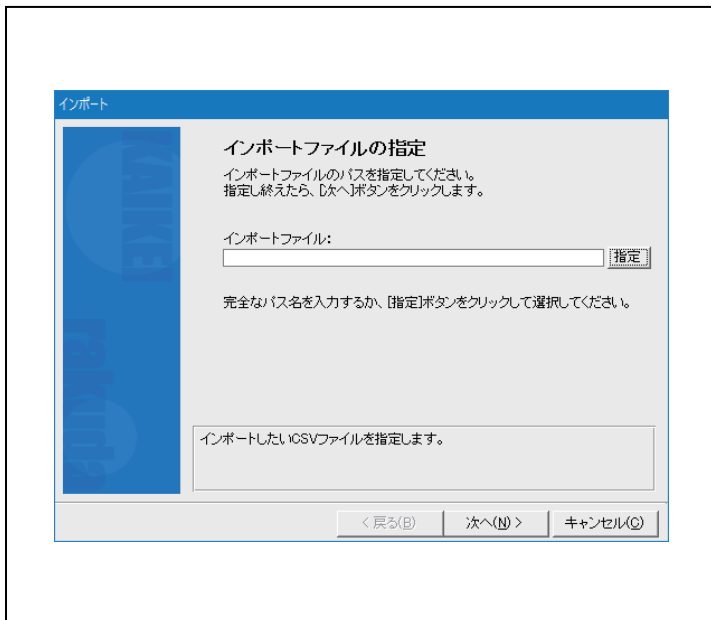 インポート
KAIKEI
rakuda
インポートファイルの指定
インポートファイルのパスを指定してください。
指定し終えたら、[次へ]ボタンをクリックします。
インポートファイル:
指定
完全なパス名を入力するか、[指定]ボタンをクリックして選択してください。
インポートしたいCSVファイルを指定します。
< 戻る(B)
次へ(N) >
キャンセル(C)